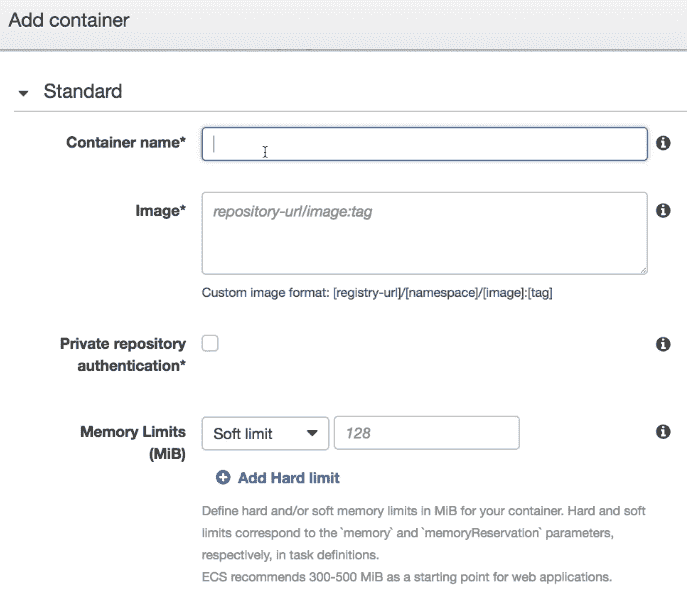 Add container
Standard
Container name*
Image*
repository-url/image:tag
Custom image format: [registry-url]/[namespace]/[image]:[tag]
Private repository
authentication*
Memory Limits
(MiB)
Soft limit
128
Add Hard limit
Define hard and/or soft memory limits in MiB for your container. Hard and soft
limits correspond to the `memory` and `memoryReservation` parameters,
respectively, in task definitions.
ECS recommends 300-500 MiB as a starting point for web applications.